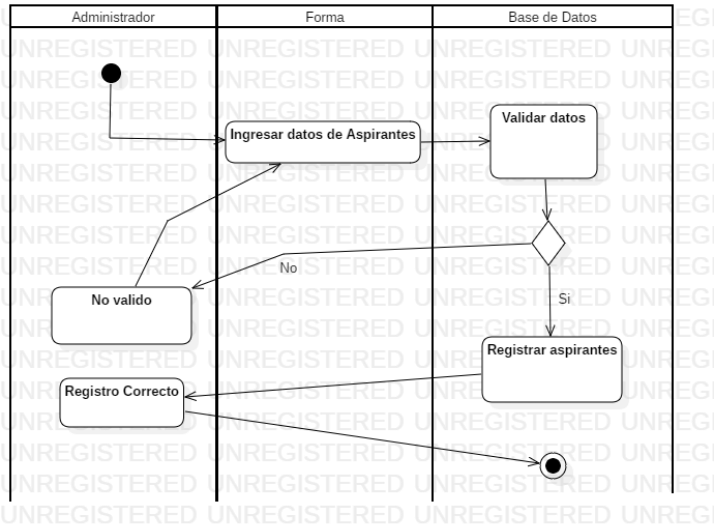 Administrador
Forma
Base de Datos
Ingresar datos de Aspirantes
Validar datos
No
Si
No valido
Registrar aspirantes
Registro Correcto
UNREGISTERED